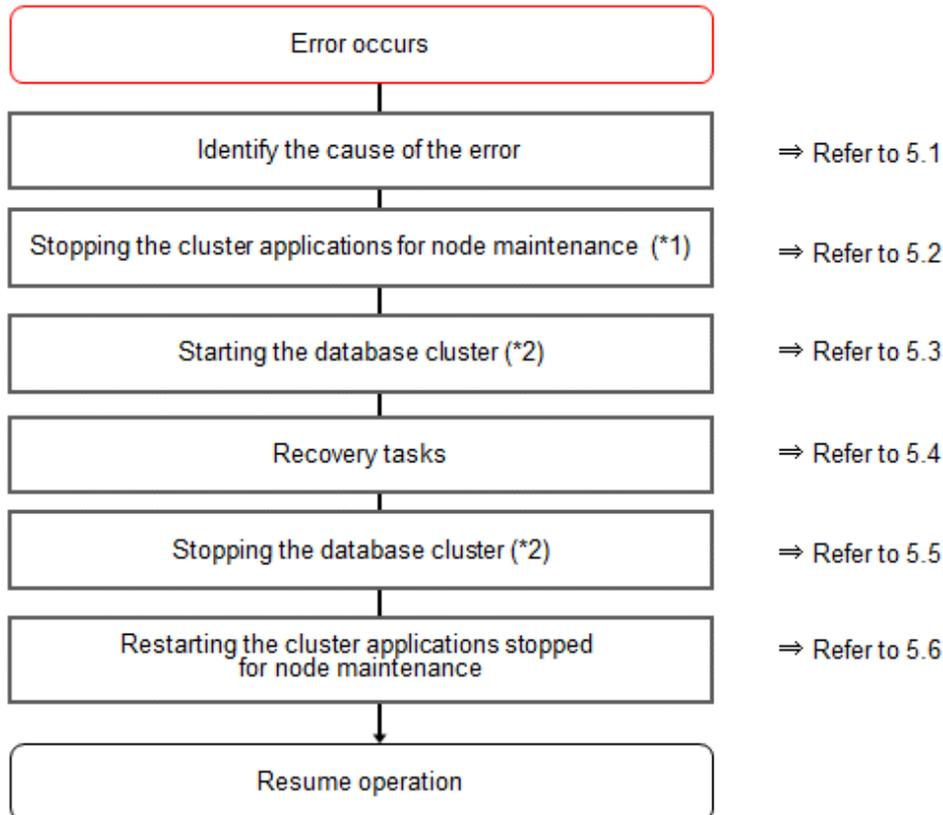 Error occurs
Identify the cause of the error
⇒ Refer to 5.1
Stopping the cluster applications for node maintenance (*1)
⇒ Refer to 5.2
Starting the database cluster (*2)
⇒ Refer to 5.3
Recovery tasks
⇒ Refer to 5.4
Stopping the database cluster (*2)
⇒ Refer to 5.5
Restarting the cluster applications stopped
for node maintenance
⇒ Refer to 5.6
Resume operation